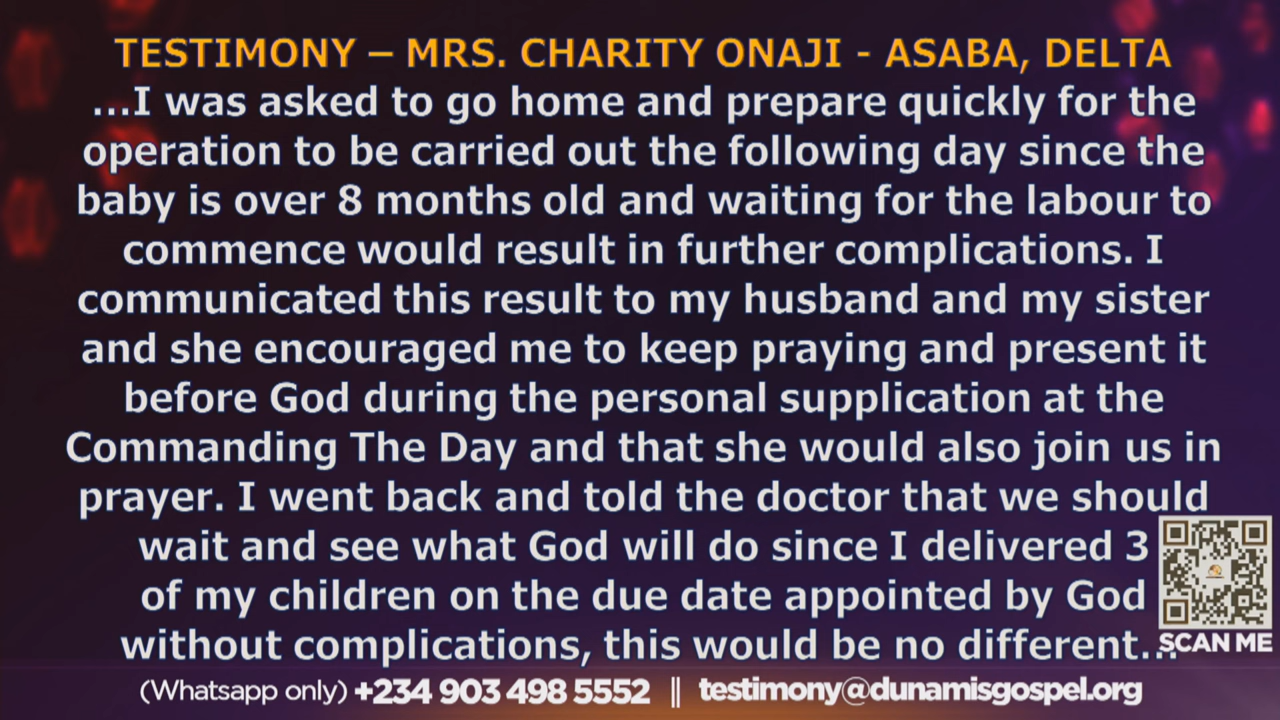 TESTIMONY – MRS. CHARITY ONAJI - ASABA, DELTA
...I was asked to go home and prepare quickly for the
operation to be carried out the following day since the
baby is over 8 months old and waiting for the labour to
commence would result in further complications. I
communicated this result to my husband and my sister
and she encouraged me to keep praying and present it
before God during the personal supplication at the
Commanding The Day and that she would also join us in
prayer. I went back and told the doctor that we should
wait and see what God will do since I delivered 3
of my children on the due date appointed by God
without complications, this would be no different...
SCAN ME
(Whatsapp only) +234 903 498 5552 || testimony@dunamisgospel.org